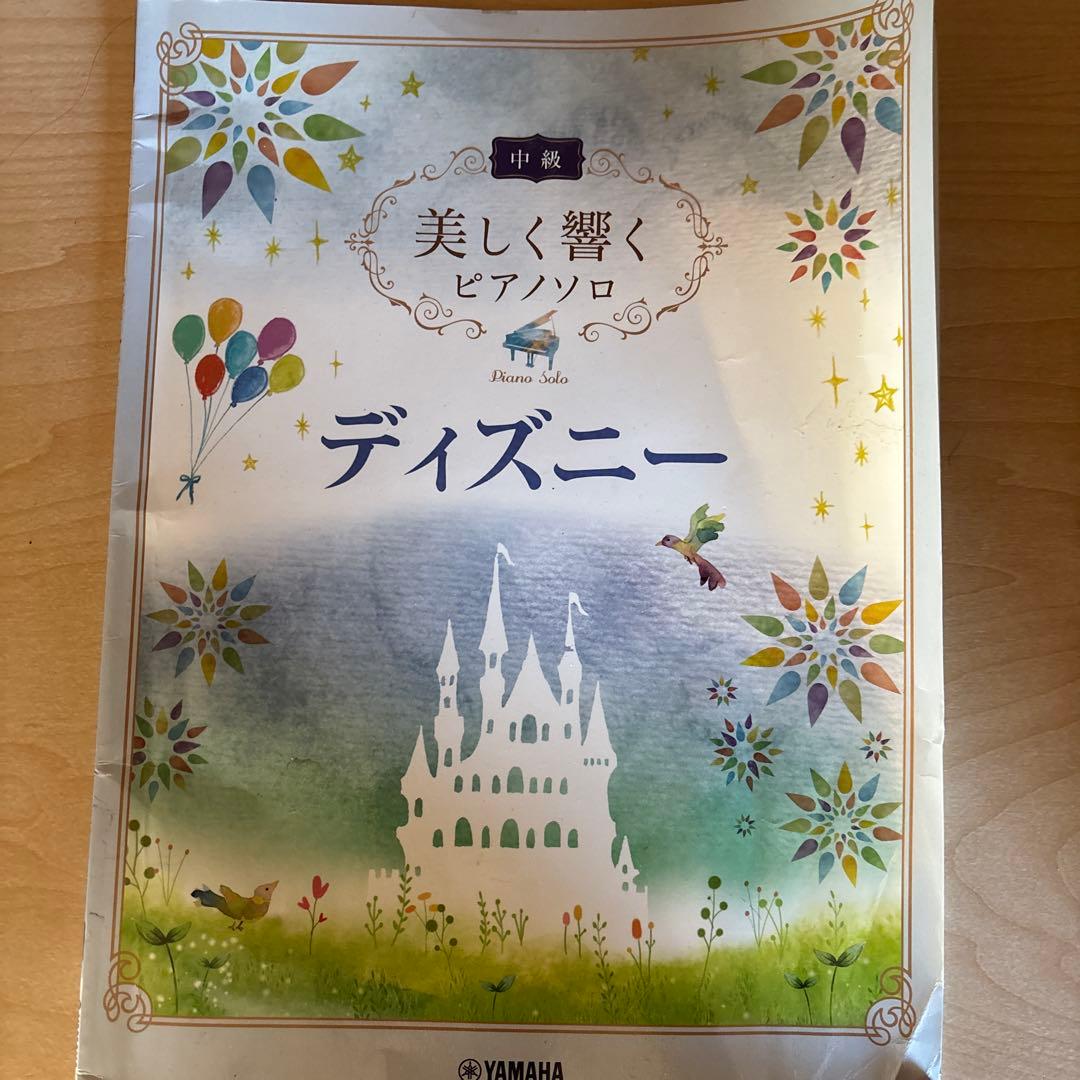 中級
美しく響く
ピアノソロ
Piano Solo
ディズニー
YAMAHA